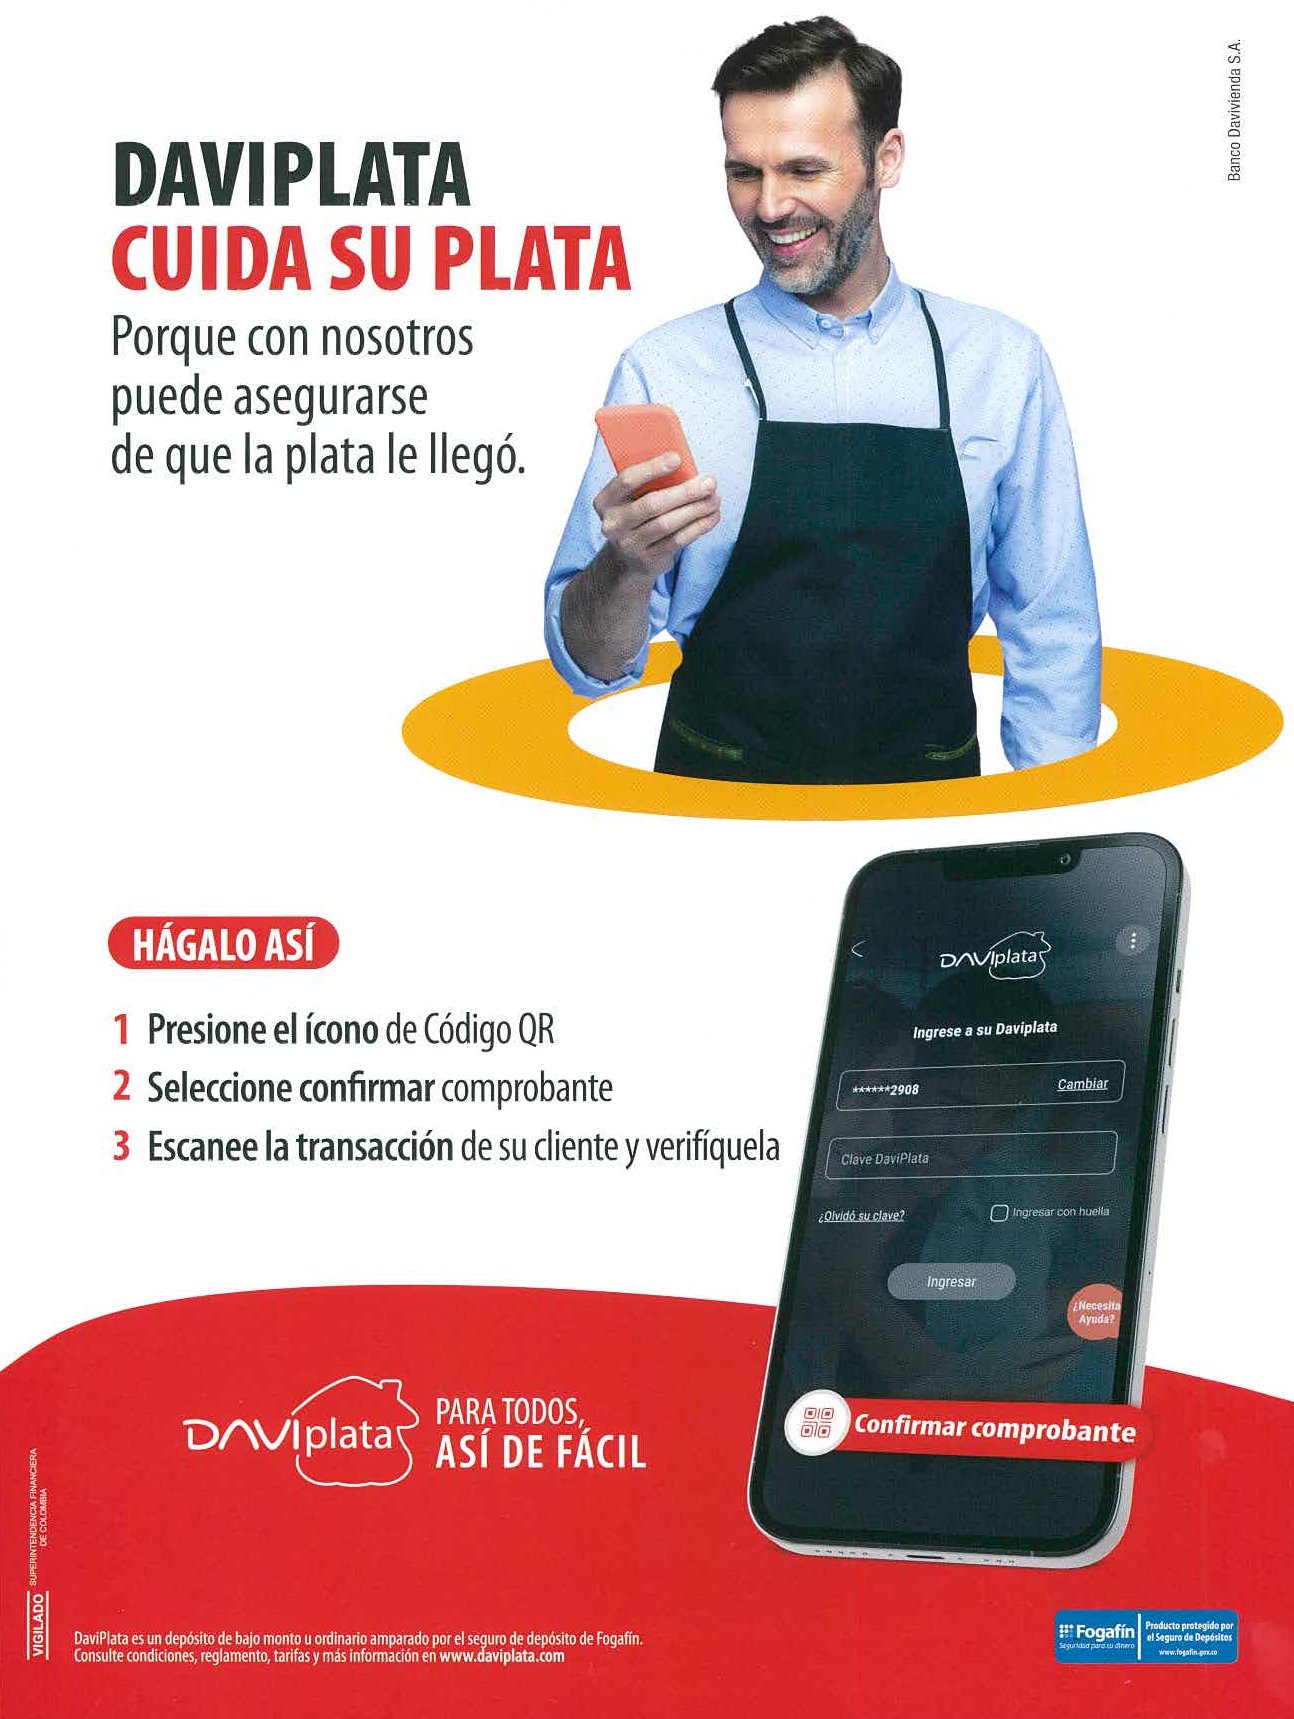 Banco Davivienda S.A.
DAVIPLATA
CUIDA SU PLATA
Porque con nosotros
puede asegurarse
de que la plata le llegó.
HÁGALO ASÍ
1 Presione el ícono de Código QR
2 Seleccione confirmar comprobante
3 Escanee la transacción de su cliente y verifíquela
DAVIplata
Ingrese a su Daviplata
******2908 Cambiar
Clave DaviPlata
¿Olvidó su clave? Ingresar con huella
Ingresar
¿Necesita
Ayuda?
Confirmar comprobante
DAVIplata
PARA TODOS,
ASÍ DE FÁCIL
VIGILADO
SUPERINTENDENCIA FINANCIERA
DE COLOMBIA
DaviPlata es un depósito de bajo monto u ordinario amparado por el seguro de depósito de Fogafín.
Consulte condiciones, reglamento, tarifas y más información en www.daviplata.com
Fogafín
Seguridad para su dinero
Producto protegido por
el Seguro de Depósitos
www.fogafin.gov.co